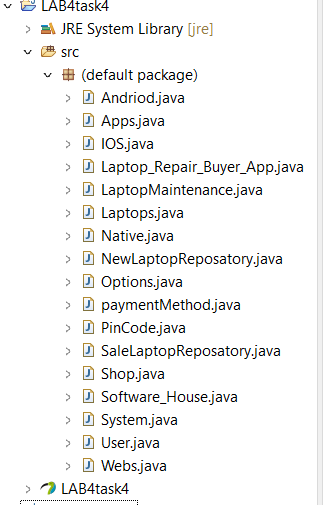 LAB4task4
JRE System Library [jre]
src
(default package)
Andriod.java
Apps.java
IOS.java
Laptop_Repair_Buyer_App.java
LaptopMaintenance.java
Laptops.java
Native.java
NewLaptopReposatory.java
Options.java
paymentMethod.java
PinCode.java
SaleLaptopReposatory.java
Shop.java
Software_House.java
System.java
User.java
Webs.java
LAB4task4